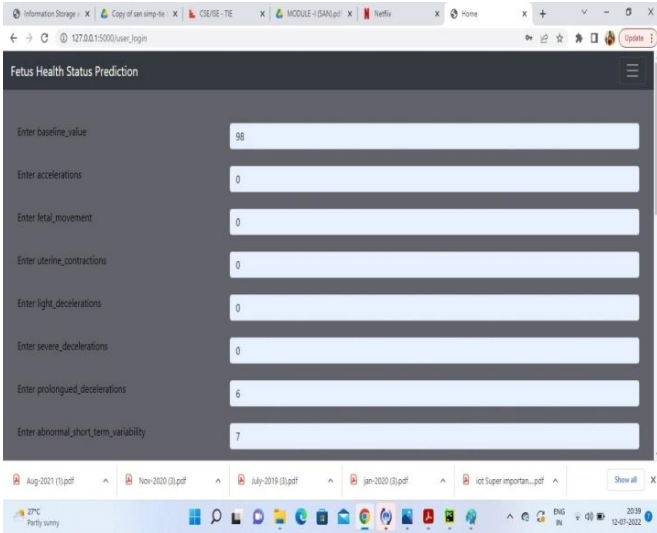 Information Storage a
Copy of sen simp-tie
CSE/ISE - TIE
MODULE -I (SAN).pdf
Netflix
Home
127.0.0.1:5000/user_login
Update
Fetus Health Status Prediction
Enter baseline_value
98
Enter accelerations
0
Enter fetal_movement
0
Enter uterine_contractions
0
Enter light_decelerations
0
Enter severe_decelerations
0
Enter prolongued_decelerations
6
Enter abnormal_short_term_variability
7
Aug-2021 (1).pdf
Nov-2020 (3).pdf
July-2019 (3).pdf
jan-2020 (3).pdf
iot Super importan....pdf
Show all
27°C
Partly sunny
ENG
IN
20:39
12-07-2022